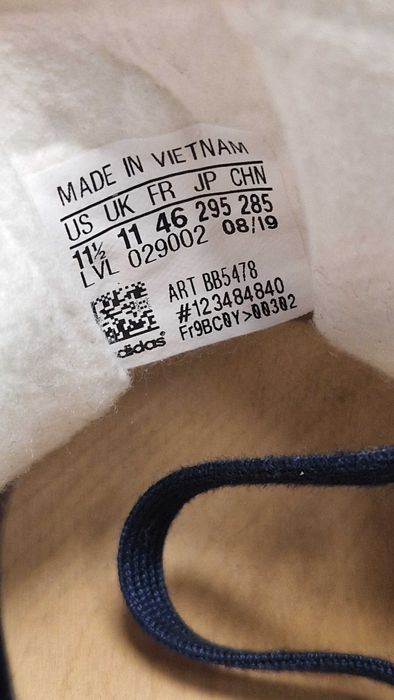 MADE IN VIETNAM
US UK FR JP CHN
11½ 11 46 295 285
LVL 029002 08/19
ART BB5478
#123484840
Fr9BC0Y>00302
adidas